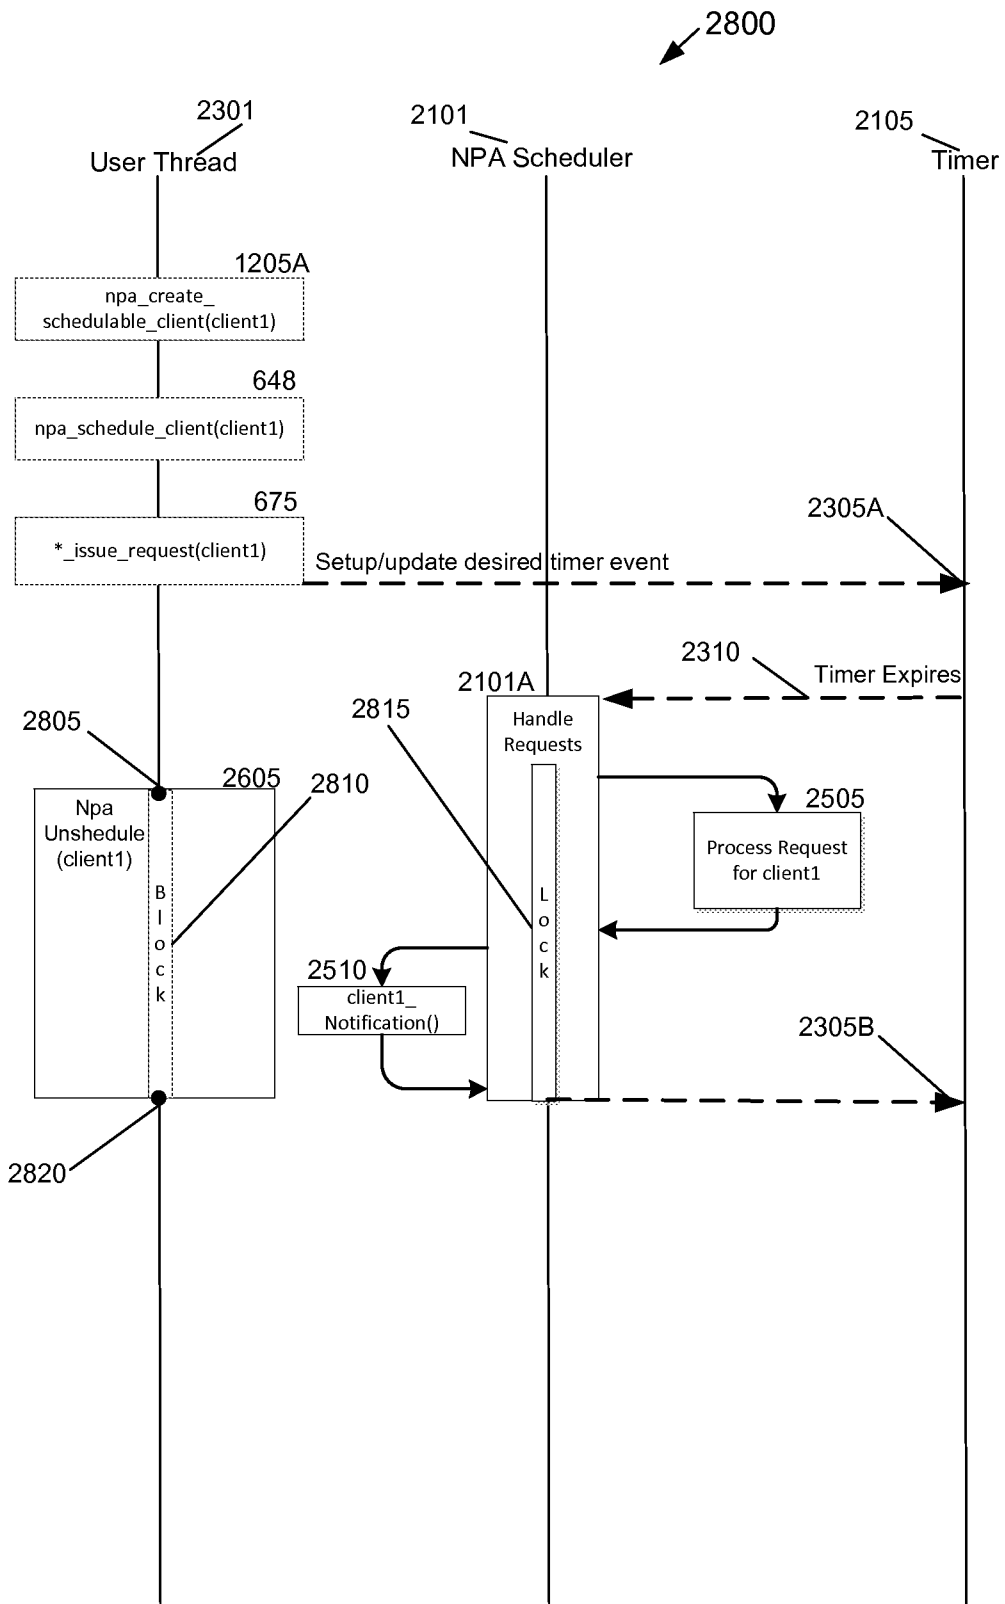 2800
2301
2101
2105
User Thread
NPA Scheduler
Timer
1205A
npa_create_
schedulable_client(client1)
648
npa_schedule_client(client1)
675
*_issue_request(client1)
2305A
Setup/update desired timer event
2310
Timer Expires
2101A
2805
2815
Handle
Requests
2605
2810
2505
Npa
Unshedule
(client1)
Process Request
for client1
Block
Lock
2510
client1_
Notification()
2305B
2820